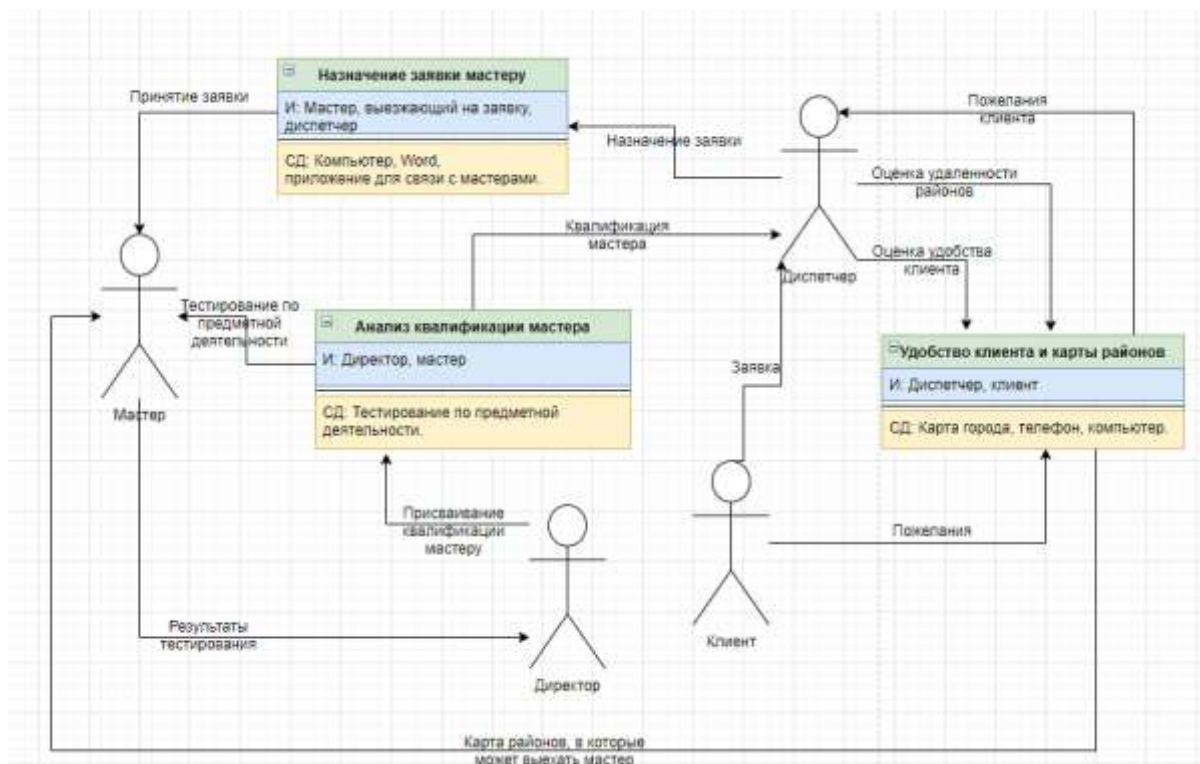 Назначение заявки мастеру
И: Мастер, выезжающий на заявку,
диспетчер
СД: Компьютер, Word,
приложение для связи с мастерами.
Принятие заявки
Назначение заявки
Пожелания
клиента
Оценка удаленности
районов
Оценка удобства
клиента
Диспетчер
Квалификация
мастера
Тестирование по
предметной
деятельности
Мастер
Анализ квалификации мастера
И: Директор, мастер
СД: Тестирование по предметной
деятельности.
Удобство клиента и карты районов
И: Диспетчер, клиент
СД: Карта города, телефон, компьютер.
Заявка
Присваивание
квалификации
мастеру
Пожелания
Клиент
Результаты
тестирования
Директор
Карта районов, в которые
может выехать мастер